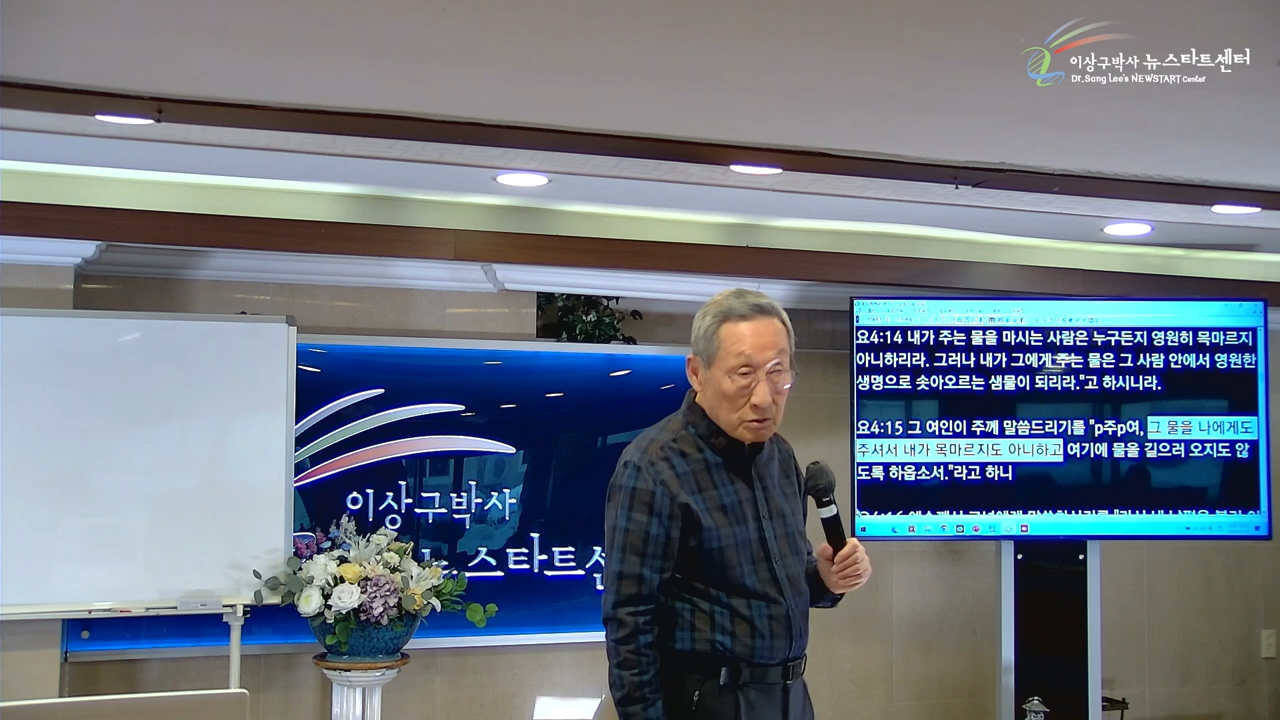 이상구박사 뉴스타트센터
Dr. Sang Lee's NEWSTART Center
요4:14 내가 주는 물을 마시는 사람은 누구든지 영원히 목마르지
아니하리라. 그러나 내가 그에게 주는 물은 그 사람 안에서 영원한
생명으로 솟아오르는 샘물이 되리라."고 하시니라.
요4:15 그 여인이 주께 말씀드리기를 "p주p여, 그 물을 나에게도
주셔서 내가 목마르지도 아니하고 여기에 물을 길으러 오지도 않
도록 하옵소서."라고 하니
이상구박사
뉴스타트센